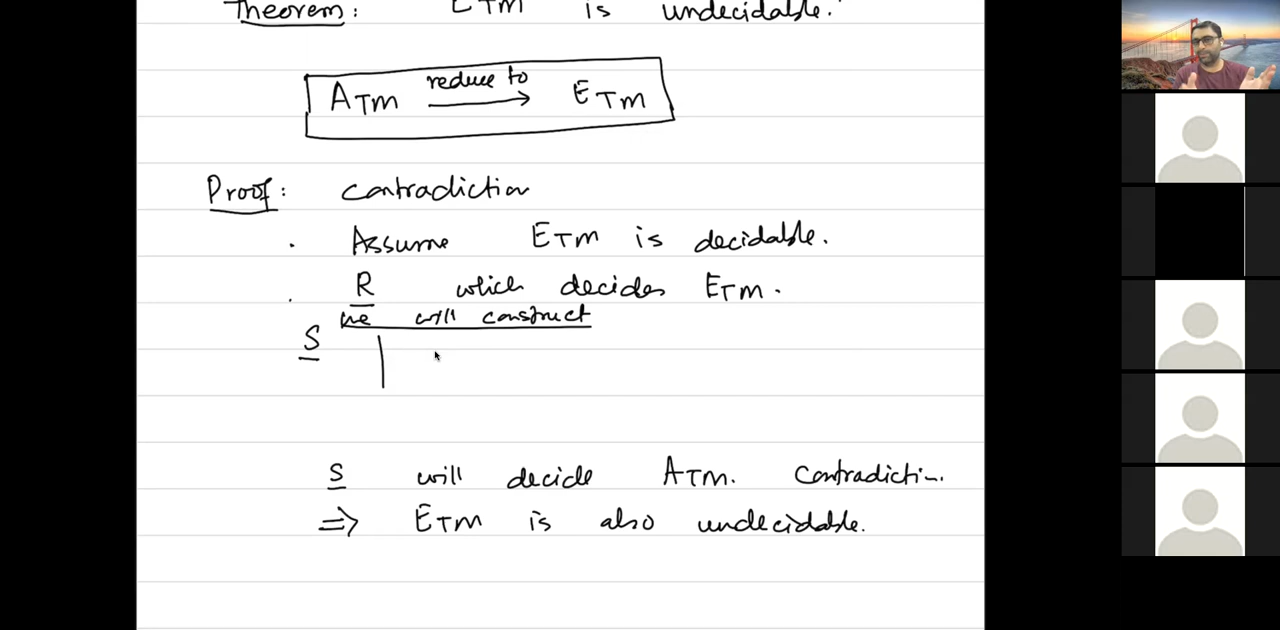 Theorem: ETM is undecidable.
ATM reduce to → ETM
Proof: Contradiction
. Assume ETM is decidable.
. R which decides ETM.
we will construct
S
S will decide ATM. Contradiction.
⇒ ETM is also undecidable.